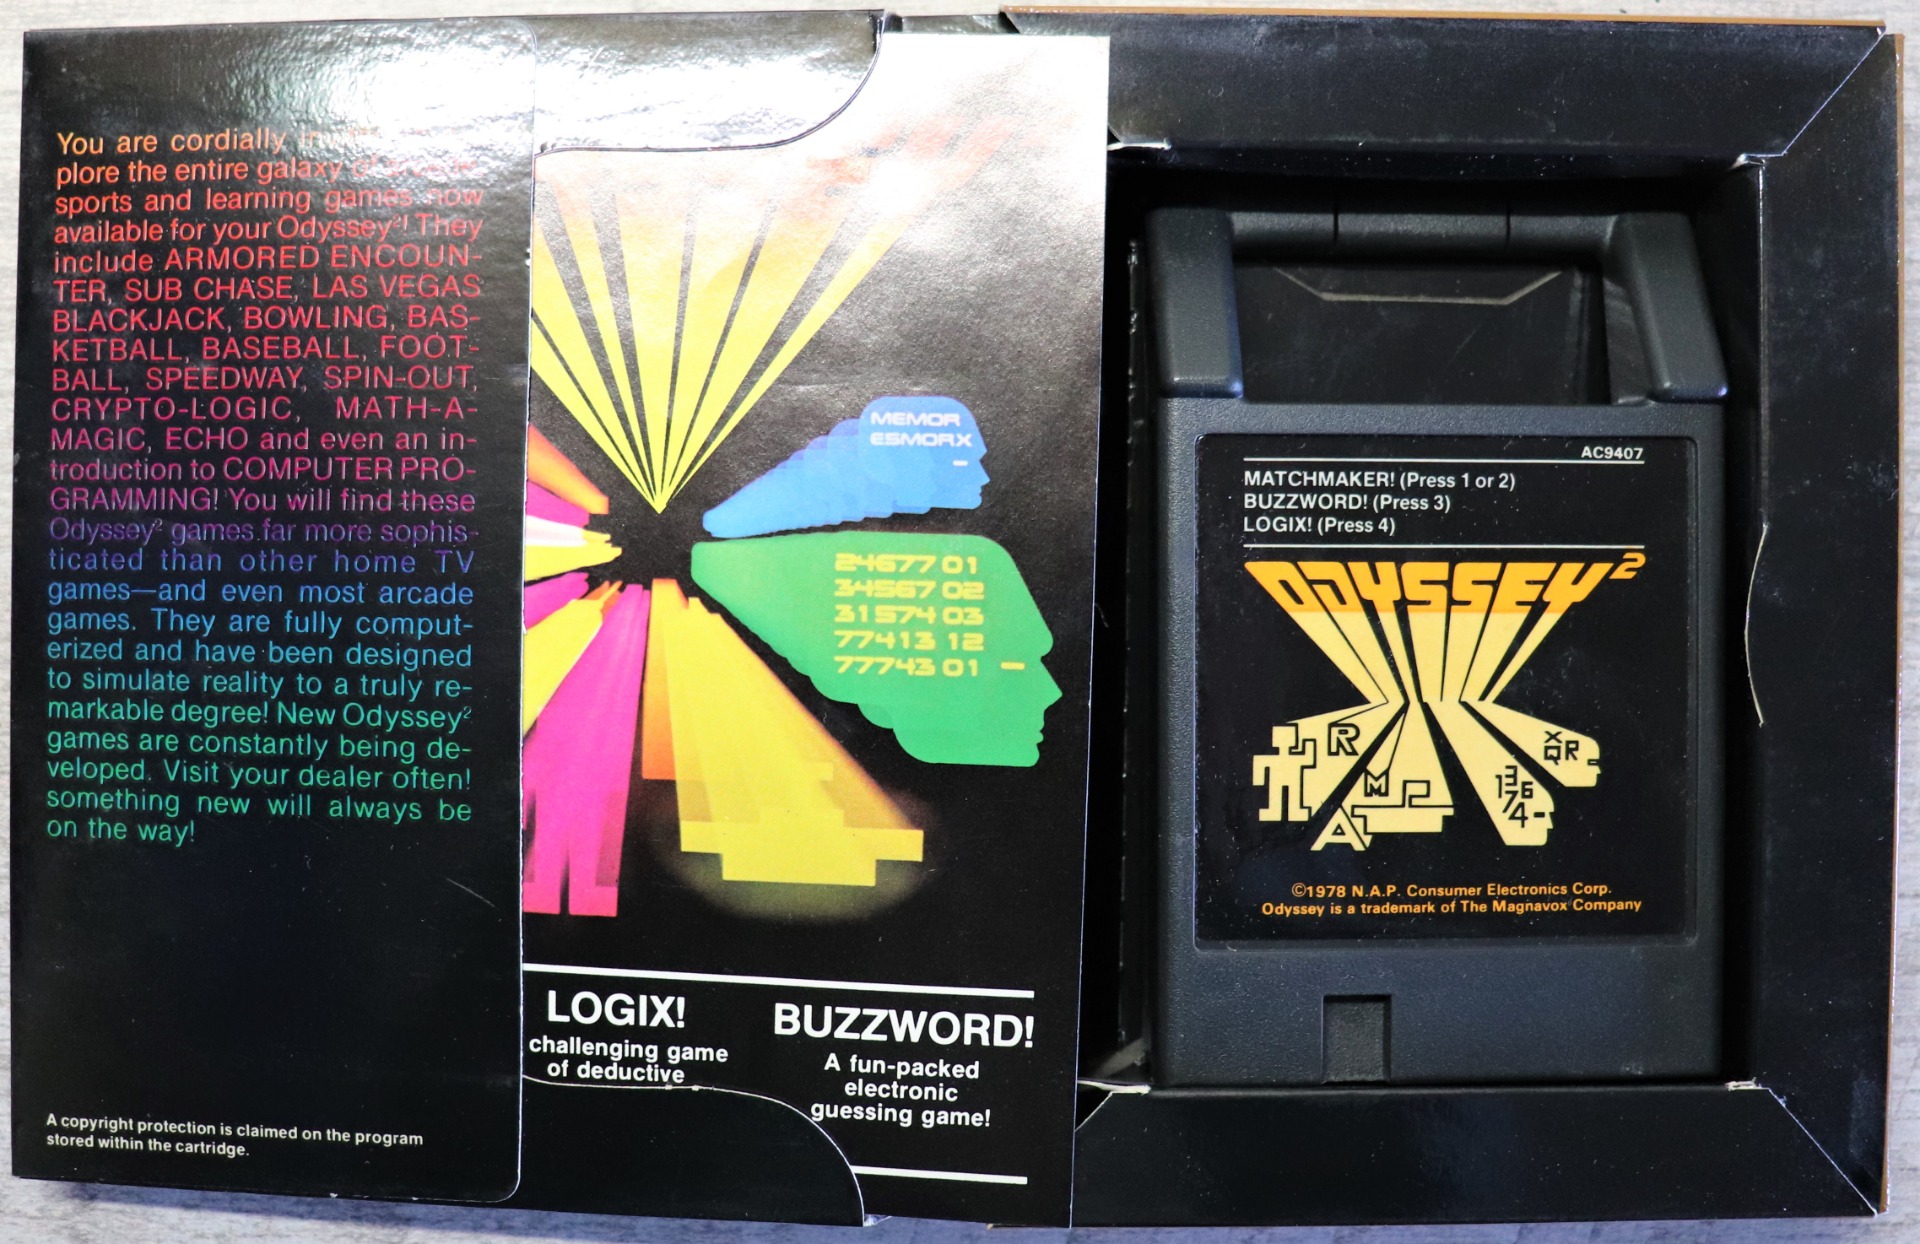 You are cordially
plore the entire galaxy of
sports and learning games now
available for your Odyssey²! They
include ARMORED ENCOUN-
TER, SUB CHASE, LAS VEGAS
BLACKJACK, BOWLING, BAS-
KETBALL, BASEBALL, FOOT-
BALL, SPEEDWAY, SPIN-OUT,
CRYPTO-LOGIC, MATH-A-
MAGIC, ECHO and even an in-
troduction to COMPUTER PRO-
GRAMMING! You will find these
Odyssey² games far more sophis-
ticated than other home TV
games—and even most arcade
games. They are fully comput-
erized and have been designed
to simulate reality to a truly re-
markable degree! New Odyssey²
games are constantly being de-
veloped. Visit your dealer often!
something new will always be
on the way!
A copyright protection is claimed on the program
stored within the cartridge.
MEMOR
ESMORX
-
24677 01
34567 02
31574 03
77413 12
77743 01 -
LOGIX!
challenging game
of deductive
BUZZWORD!
A fun-packed
electronic
guessing game!
AC9407
MATCHMAKER! (Press 1 or 2)
BUZZWORD! (Press 3)
LOGIX! (Press 4)
ODYSSEY²
R
M
A
X
QR -
3
1 6
74 -
©1978 N.A.P. Consumer Electronics Corp.
Odyssey is a trademark of The Magnavox Company